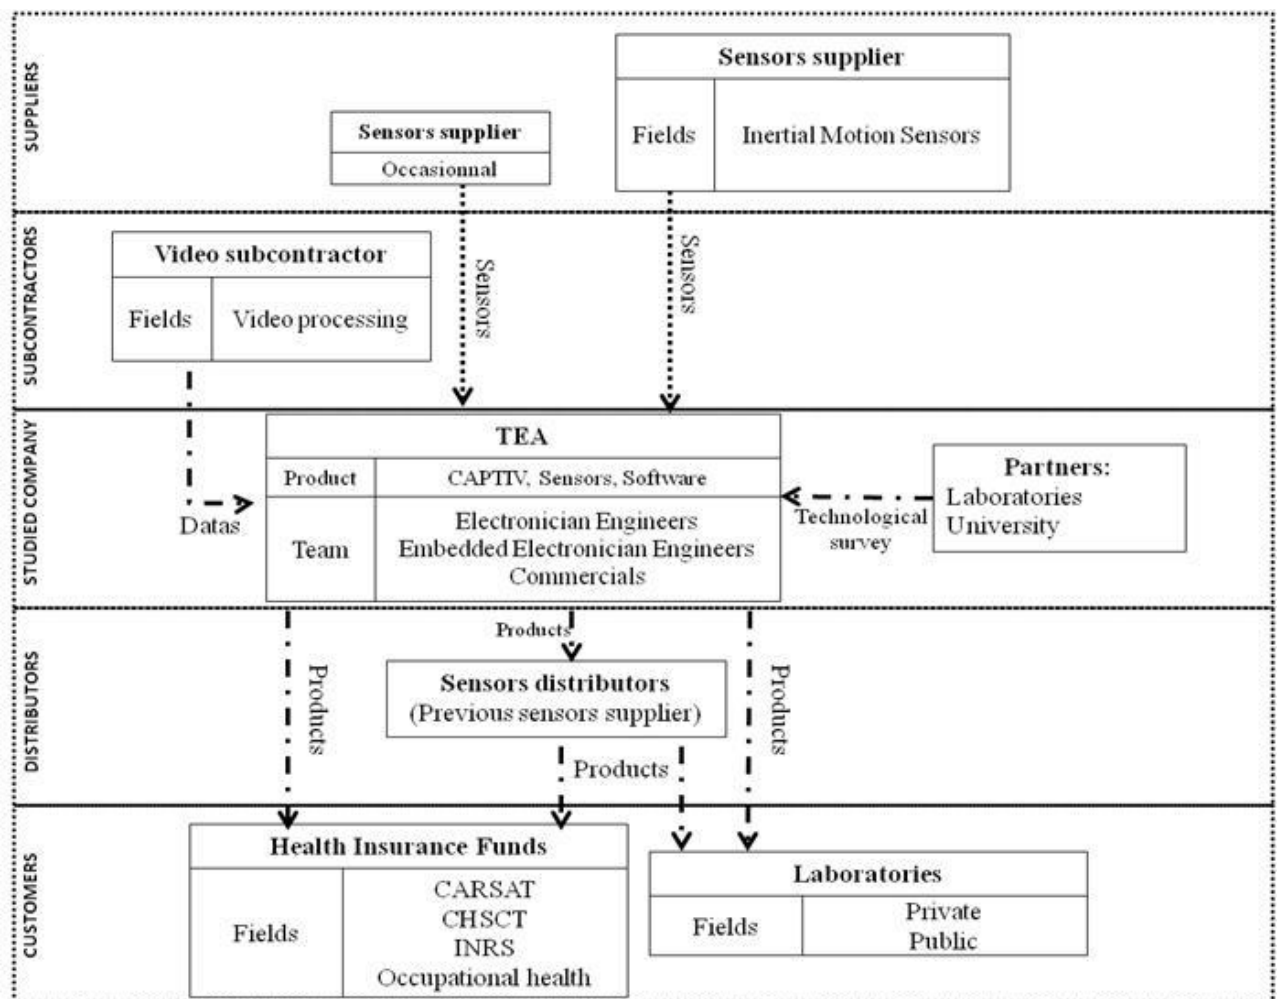 SUPPLIERS
Sensors supplier
Fields
Inertial Motion Sensors
Sensors supplier
Occasionnal
Sensors
Sensors
SUBCONTRACTORS
Video subcontractor
Fields
Video processing
Datas
STUDIED COMPANY
TEA
Product
CAPTIV, Sensors, Software
Team
Electronician Engineers
Embedded Electronician Engineers
Commercials
Technological
survey
Partners:
Laboratories
University
DISTRIBUTORS
Products
Products
Products
Sensors distributors
(Previous sensors supplier)
Products
CUSTOMERS
Health Insurance Funds
Fields
CARSAT
CHSCT
INRS
Occupational health
Laboratories
Fields
Private
Public